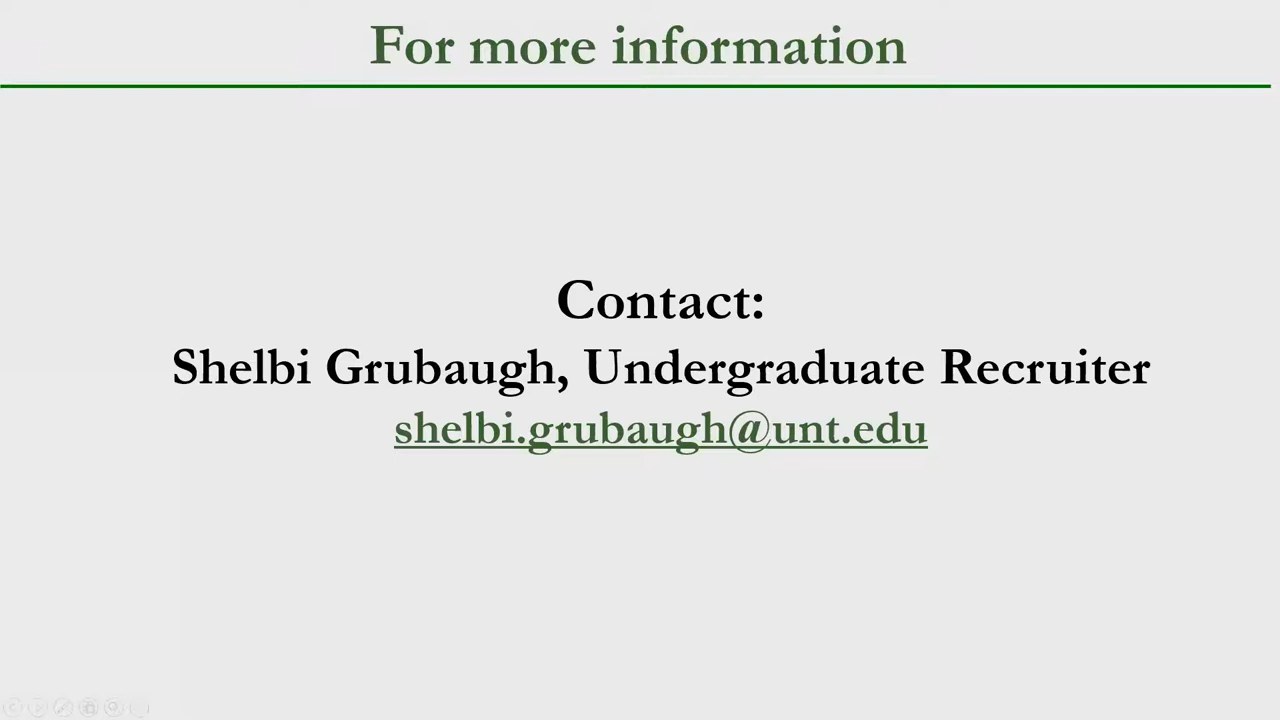 For more information
Contact:
Shelbi Grubaugh, Undergraduate Recruiter
shelbi.grubaugh@unt.edu